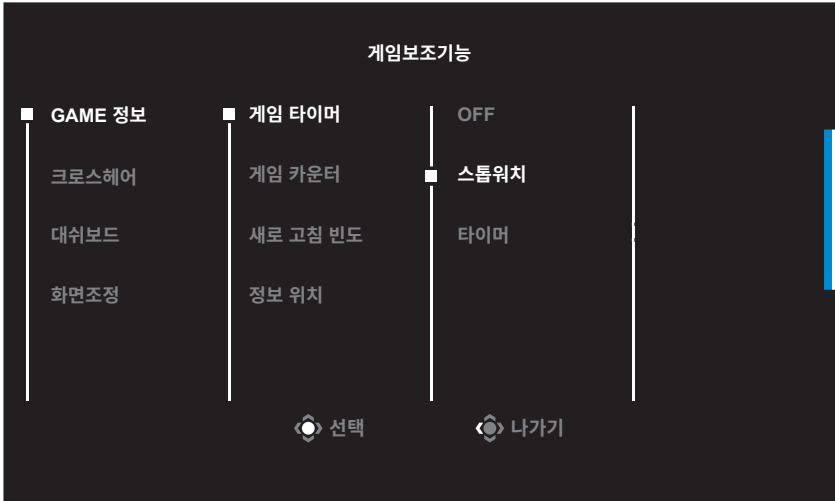 게임보조기능
GAME 정보 게임 타이머 OFF
크로스헤어 게임 카운터 스톱워치
대쉬보드 새로 고침 빈도 타이머
화면조정 정보 위치
선택 나가기